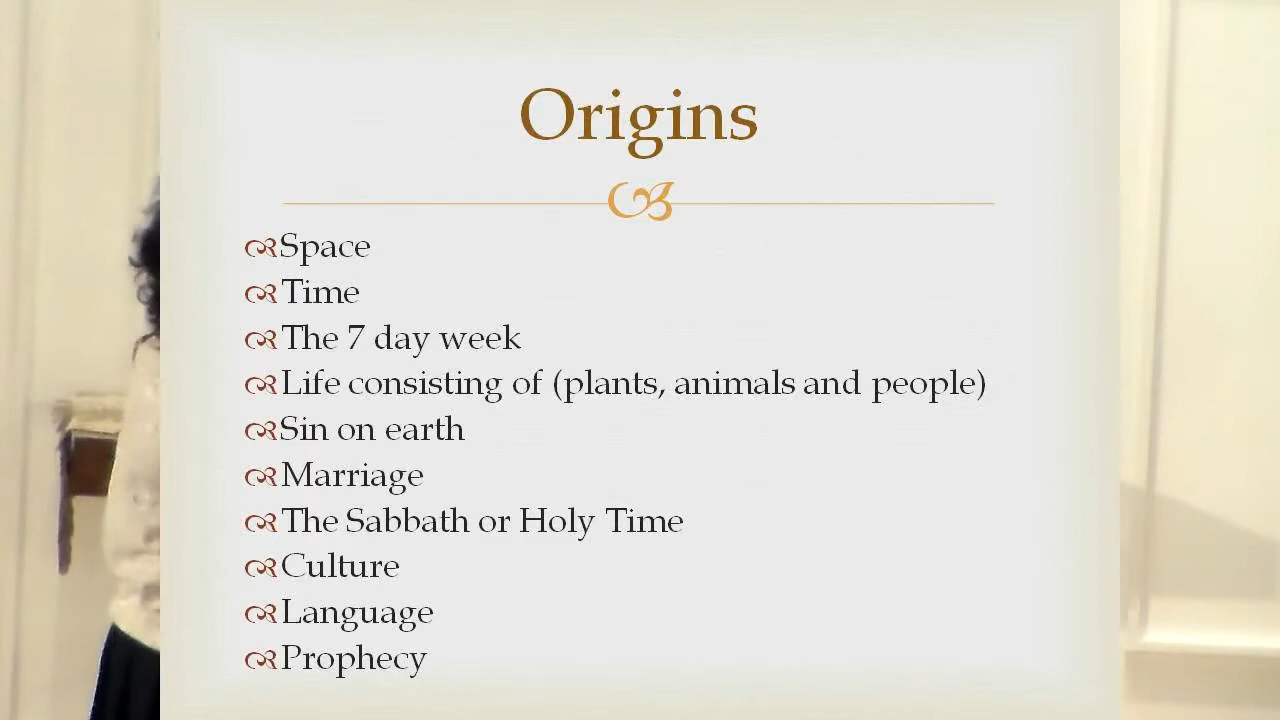 Origins
Space
Time
The 7 day week
Life consisting of (plants, animals and people)
Sin on earth
Marriage
The Sabbath or Holy Time
Culture
Language
Prophecy